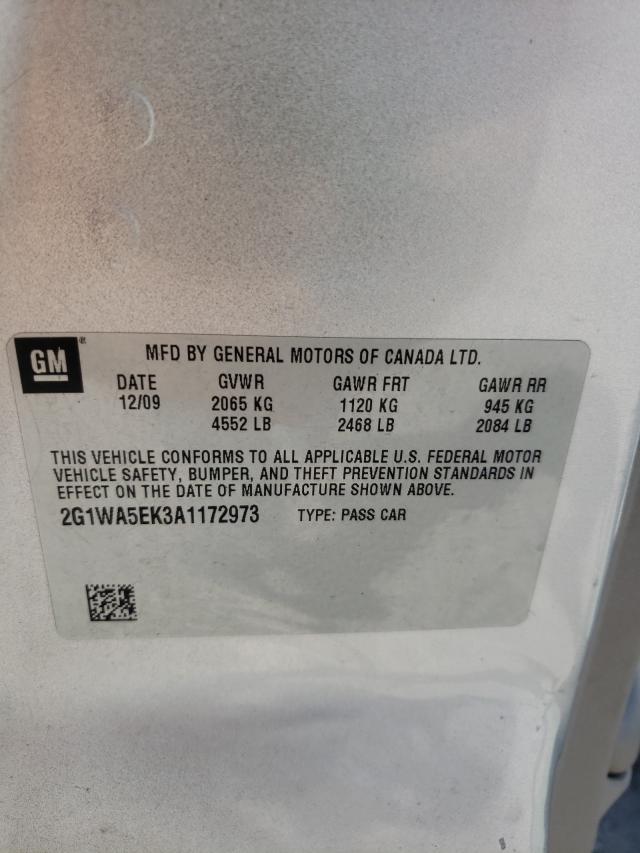 GM®
MFD BY GENERAL MOTORS OF CANADA LTD.
DATE GVWR GAWR FRT GAWR RR
12/09 2065 KG 1120 KG 945 KG
4552 LB 2468 LB 2084 LB
THIS VEHICLE CONFORMS TO ALL APPLICABLE U.S. FEDERAL MOTOR
VEHICLE SAFETY, BUMPER, AND THEFT PREVENTION STANDARDS IN
EFFECT ON THE DATE OF MANUFACTURE SHOWN ABOVE.
2G1WA5EK3A1172973 TYPE: PASS CAR